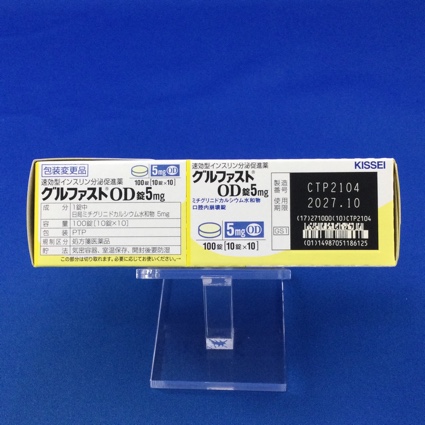 包装変更品
5mg OD
100錠 [10錠×10]
速効型インスリン分泌促進薬
グルファスト OD錠5mg
成分 1錠中
日局ミチグリニドカルシウム水和物 5mg
容量 100錠[10錠×10]
包装 PTP
規制区分 処方箋医薬品
貯法 気密容器、室温保存、開封後要防湿
この部分は切り取れます。必要に応じてお使いください。
速効型インスリン分泌促進薬
グルファスト
OD錠5mg
ミチグリニドカルシウム水和物
口腔内崩壊錠
5mg OD
100錠 [10錠×10]
KISSEI
製造番号 CTP2104
使用期限 2027.10
(17)271000(10)CTP2104
GS1
(01)14987051186125